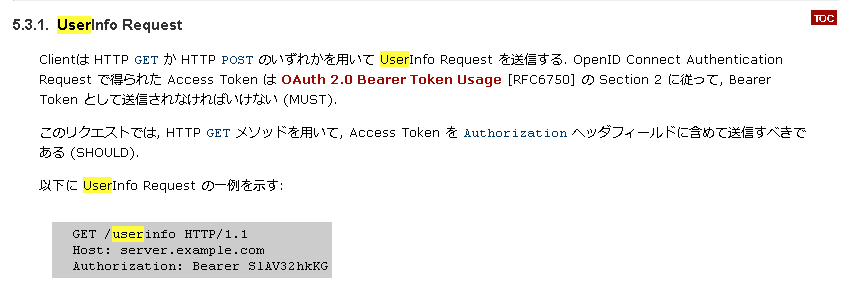 TOC
5.3.1. UserInfo Request
Clientは HTTP GET か HTTP POST のいずれかを用いて UserInfo Request を送信する. OpenID Connect Authentication
Request で得られた Access Token は OAuth 2.0 Bearer Token Usage [RFC6750] の Section 2 に従って, Bearer
Token として送信されなければいけない (MUST).
このリクエストでは, HTTP GET メソッドを用いて, Access Token を Authorization ヘッダフィールドに含めて送信すべきで
ある (SHOULD).
以下に UserInfo Request の一例を示す:
GET /userinfo HTTP/1.1
Host: server.example.com
Authorization: Bearer SlAV32hkKG